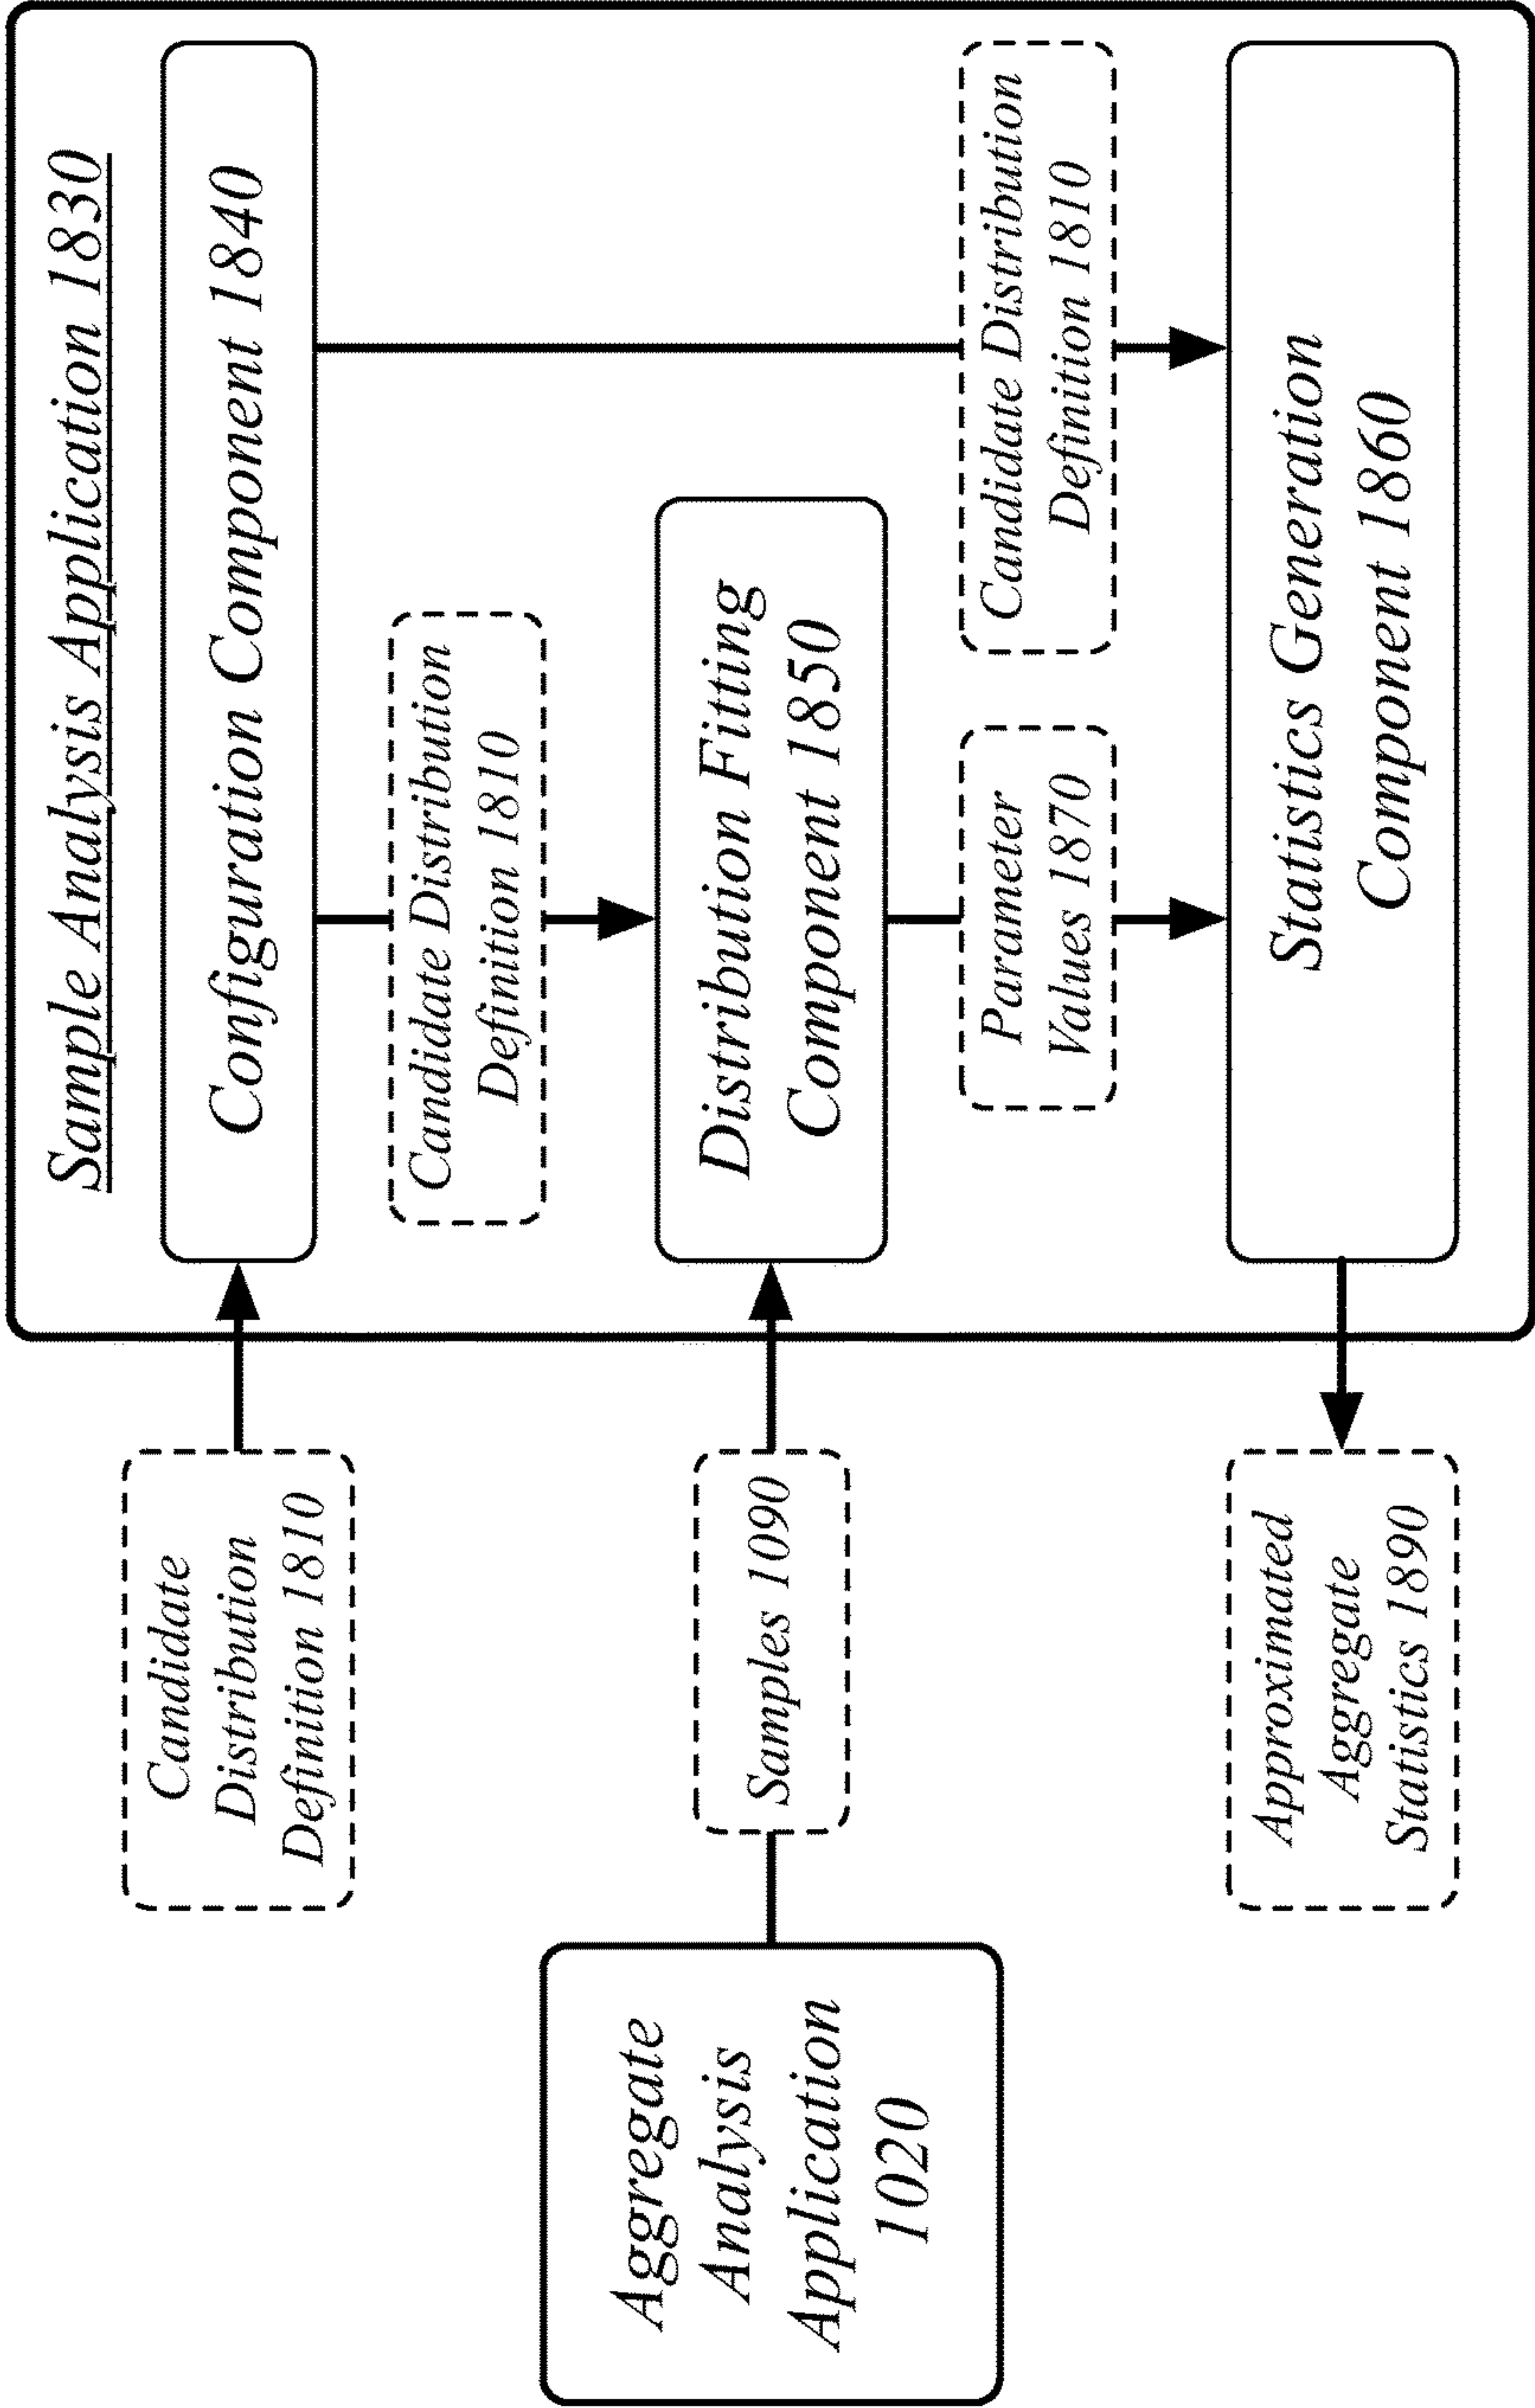 Sample Analysis Application 1830
Candidate
Distribution
Definition 1810
Configuration Component 1840
Candidate Distribution
Definition 1810
Aggregate
Analysis
Application
1020
Samples 1090
Distribution Fitting
Component 1850
Parameter
Values 1870
Candidate Distribution
Definition 1810
Approximated
Aggregate
Statistics 1890
Statistics Generation
Component 1860